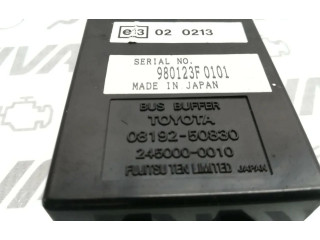 e13 02 0213
SERIAL NO.
980123F0101
MADE IN JAPAN
BUS BUFFER
TOYOTA
08192-50830
245000-0010
FUJITSU TEN LIMITED JAPAN